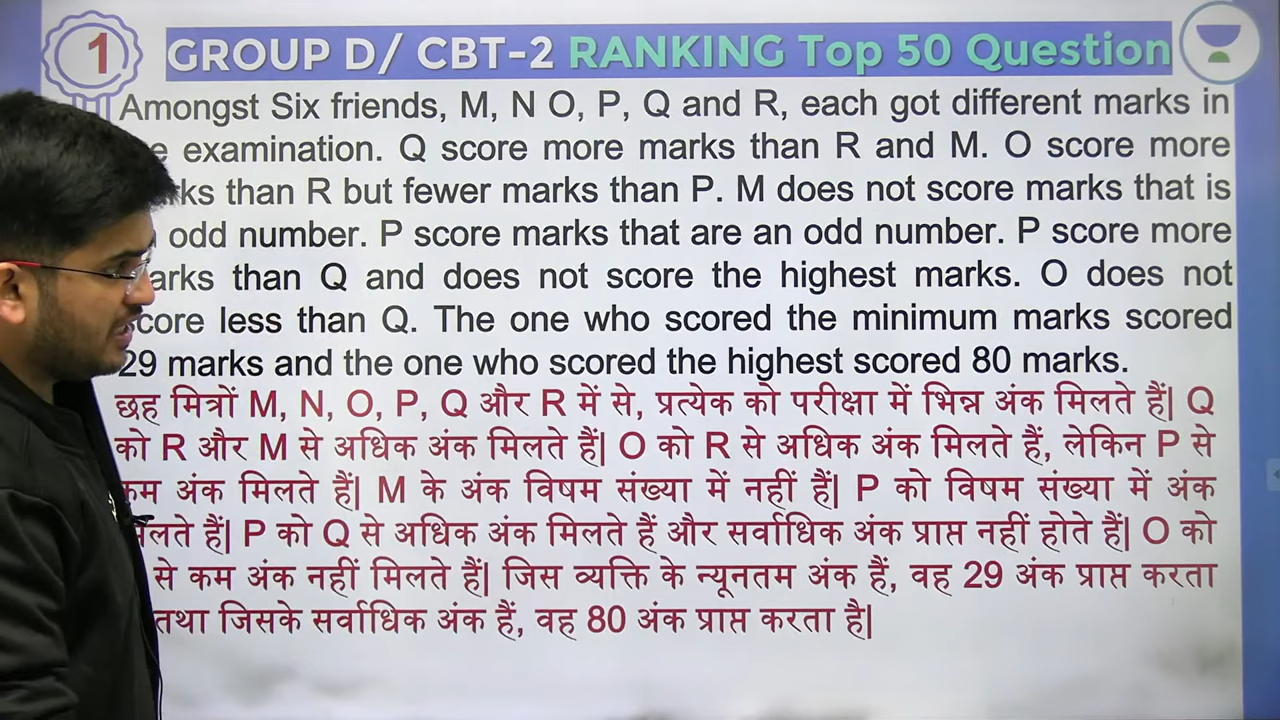 1
GROUP D/ CBT-2 RANKING Top 50 Question
Amongst Six friends, M, N O, P, Q and R, each got different marks in
examination. Q score more marks than R and M. O score more
than R but fewer marks than P. M does not score marks that is
odd number. P score marks that are an odd number. P score more
than Q and does not score the highest marks. O does not
less than Q. The one who scored the minimum marks scored
29 marks and the one who scored the highest scored 80 marks.
छह मित्रों M, N, O, P, Q और R में से, प्रत्येक को परीक्षा में भिन्न अंक मिलते हैं| Q
को R और M से अधिक अंक मिलते हैं| O को R से अधिक अंक मिलते हैं, लेकिन P से
कम अंक मिलते हैं| M के अंक विषम संख्या में नहीं हैं| P को विषम संख्या में अंक
हैं| P को Q से अधिक अंक मिलते हैं और सर्वाधिक अंक प्राप्त नहीं होते हैं| O को
से कम अंक नहीं मिलते हैं| जिस व्यक्ति के न्यूनतम अंक हैं, वह 29 अंक प्राप्त करता
तथा जिसके सर्वाधिक अंक हैं, वह 80 अंक प्राप्त करता है|